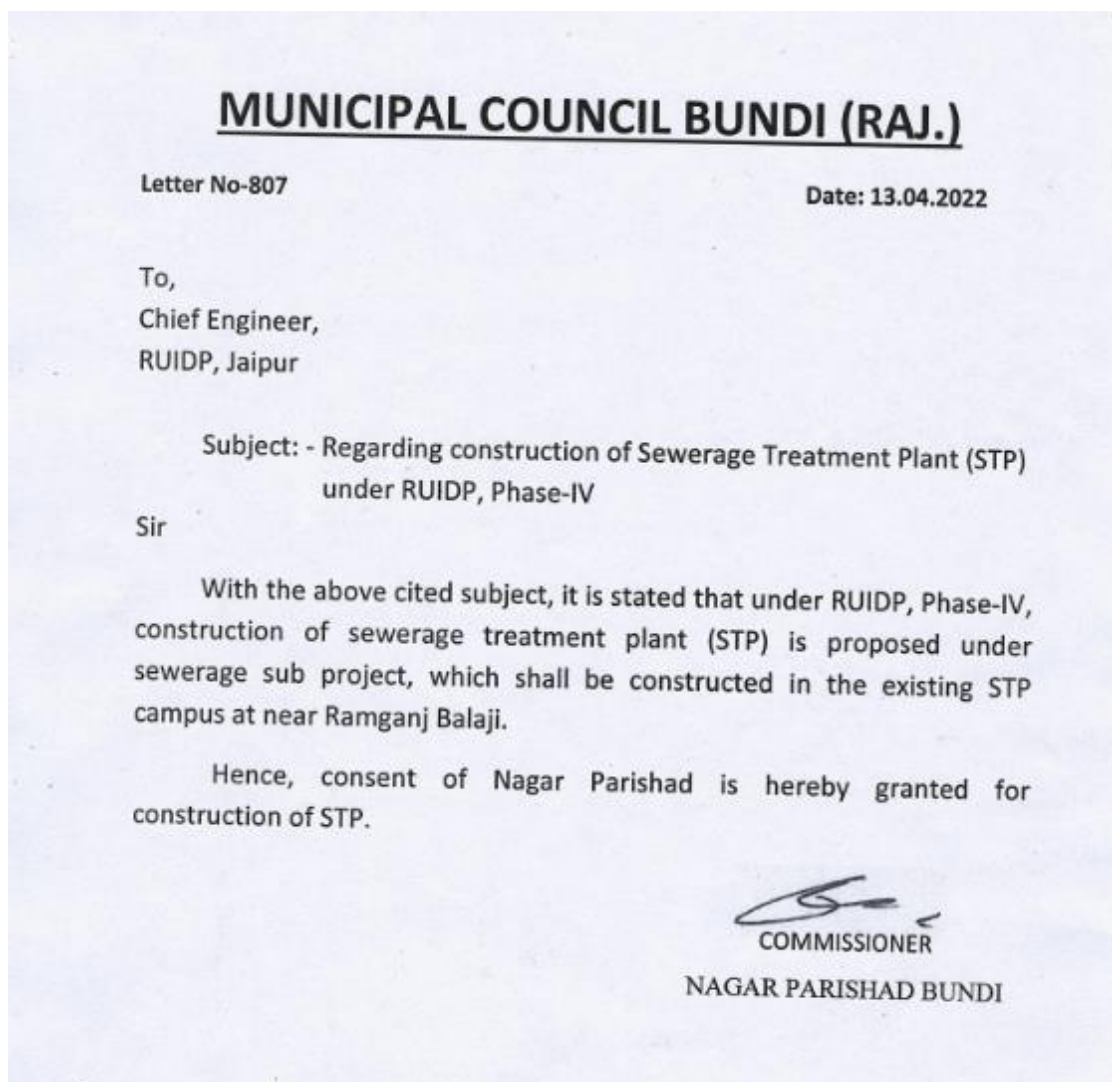 MUNICIPAL COUNCIL BUNDI (RAJ.)
Letter No-807
Date: 13.04.2022
To,
Chief Engineer,
RUIDP, Jaipur
Subject: - Regarding construction of Sewerage Treatment Plant (STP)
under RUIDP, Phase-IV
Sir
With the above cited subject, it is stated that under RUIDP, Phase-IV,
construction of sewerage treatment plant (STP) is proposed under
sewerage sub project, which shall be constructed in the existing STP
campus at near Ramganj Balaji.
Hence, consent of Nagar Parishad is hereby granted for
construction of STP.
COMMISSIONER
NAGAR PARISHAD BUNDI